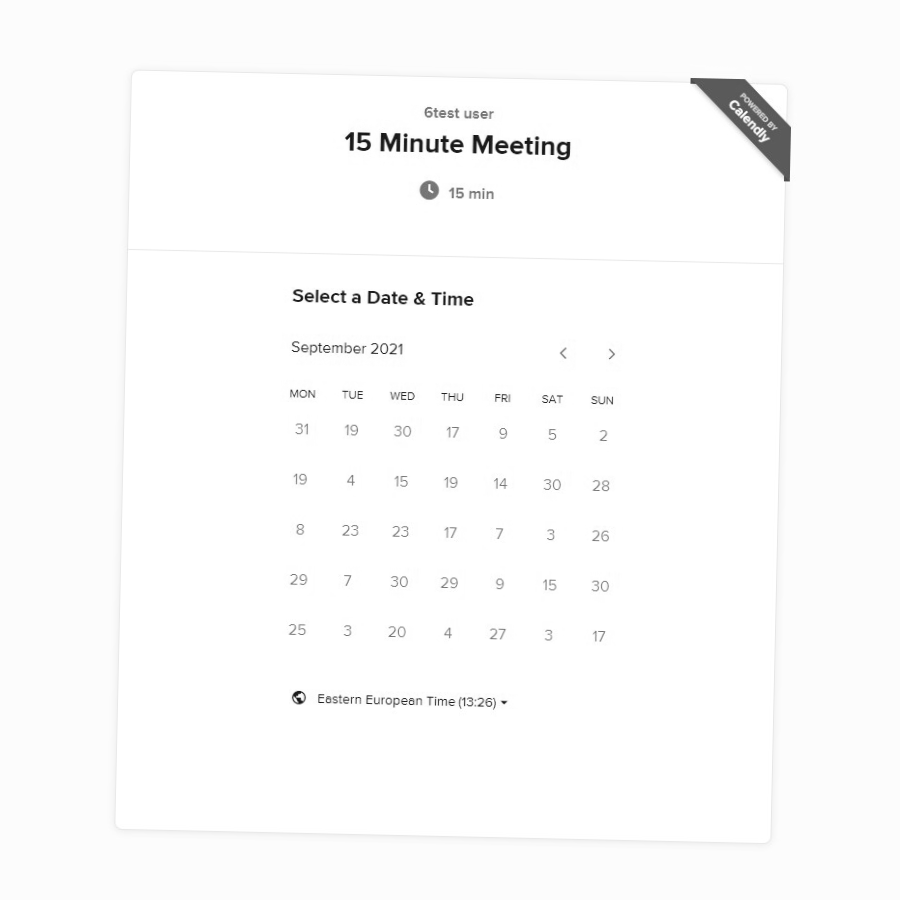 POWERED BY
Calendly
6test user
15 Minute Meeting
15 min
Select a Date & Time
September 2021
MON TUE WED THU FRI SAT SUN
31 19 30 17 9 5 2
19 4 15 19 14 30 28
8 23 23 17 7 3 26
29 7 30 29 9 15 30
25 3 20 4 27 3 17
Eastern European Time (13:26)